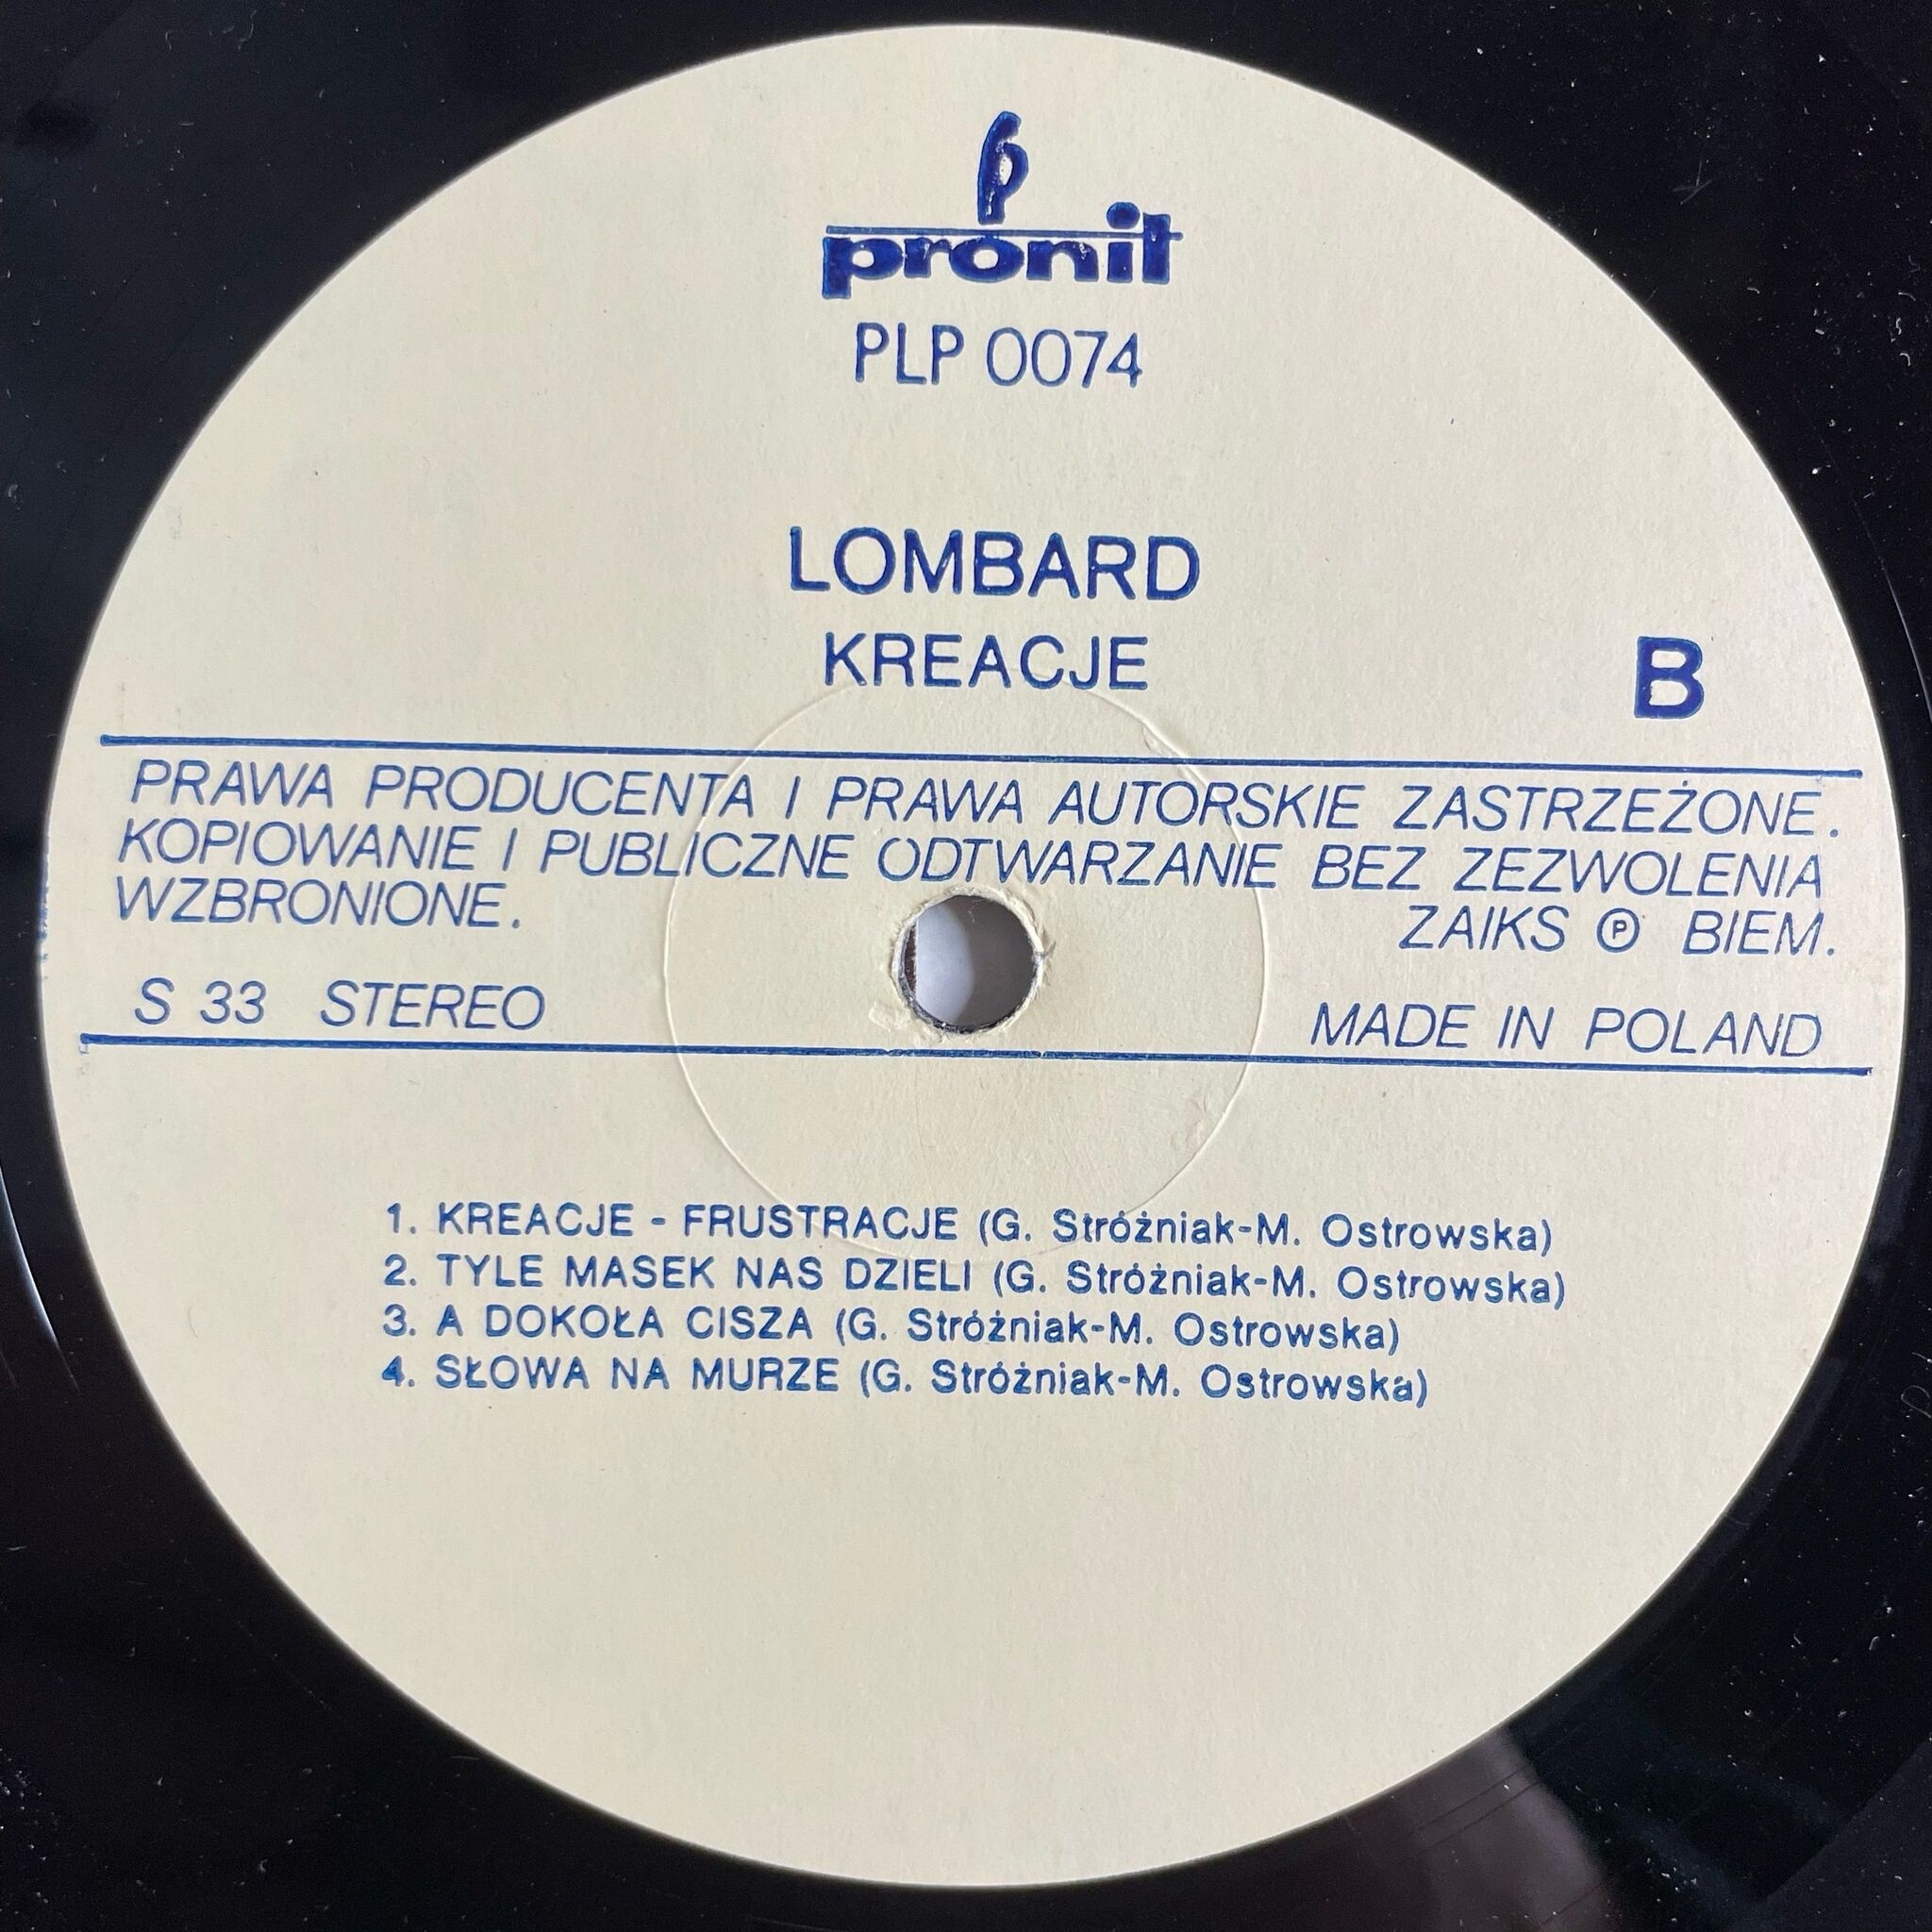 pronit
PLP 0074
LOMBARD
KREACJE
B
PRAWA PRODUCENTA I PRAWA AUTORSKIE ZASTRZEŻONE.
KOPIOWANIE I PUBLICZNE ODTWARZANIE BEZ ZEZWOLENIA
WZBRONIONE. ZAIKS ℗ BIEM.
S 33 STEREO MADE IN POLAND
1. KREACJE - FRUSTRACJE (G. Stróżniak-M. Ostrowska)
2. TYLE MASEK NAS DZIELI (G. Stróżniak-M. Ostrowska)
3. A DOKOŁA CISZA (G. Stróżniak-M. Ostrowska)
4. SŁOWA NA MURZE (G. Stróżniak-M. Ostrowska)